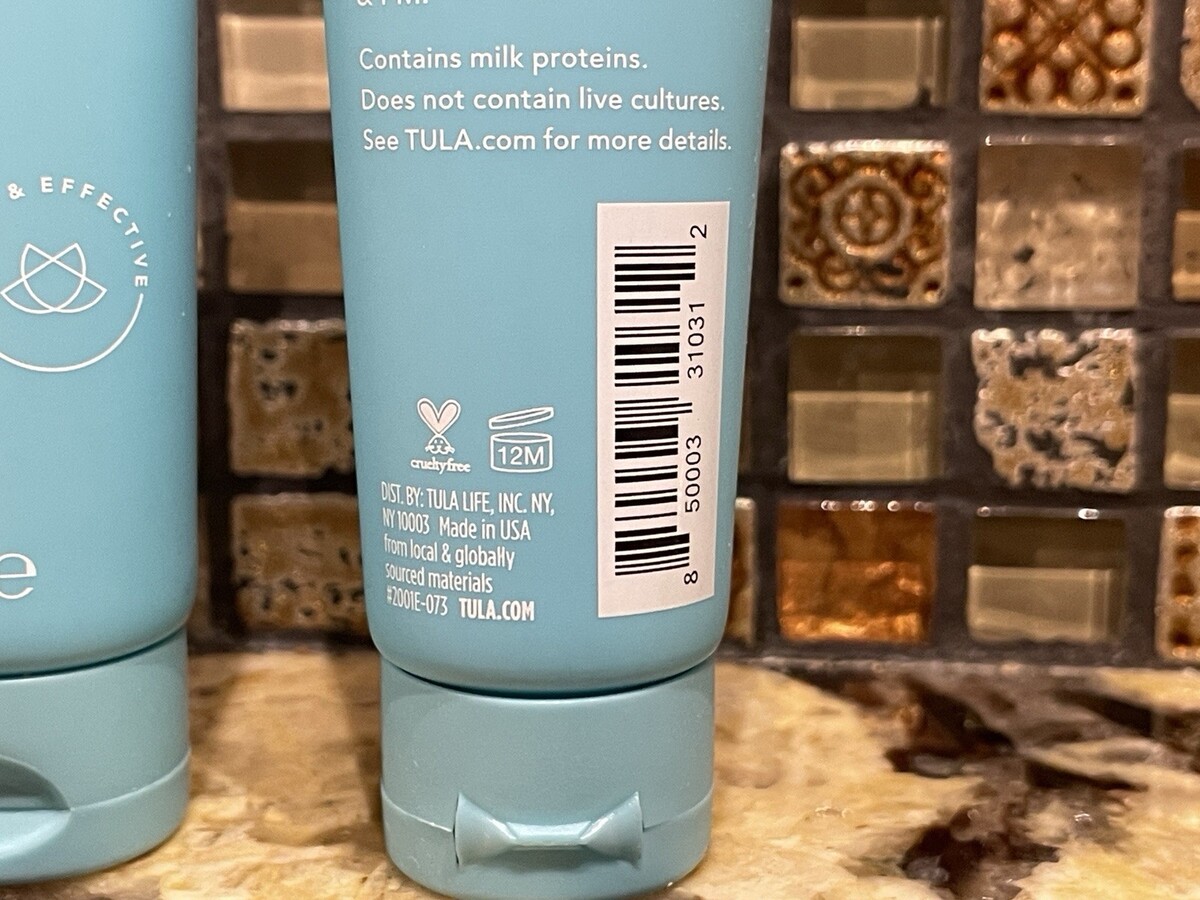 & EFFECTIVE
e
& PM.
Contains milk proteins.
Does not contain live cultures.
See TULA.com for more details.
8 50003 31031 2
crueltyfree
12M
DIST. BY: TULA LIFE, INC. NY,
NY 10003 Made in USA
from local & globally
sourced materials
#2001E-073 TULA.COM